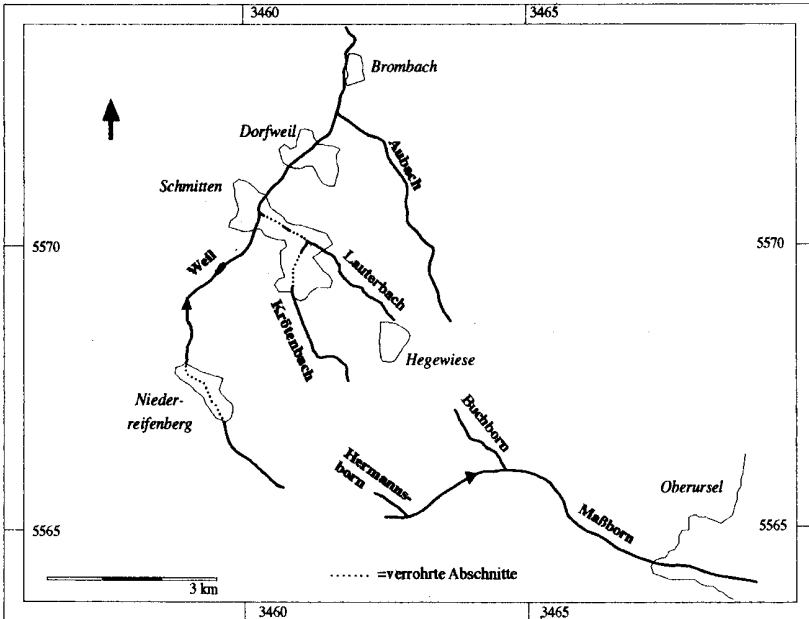 3460
3465
Brombach
Dorfweil
Aubach
Schmitten
5570
5570
Weil
Lauterbach
Krötenbach
Hegewiese
Nieder-
reifenberg
Buchborn
Hermanns-
born
Oberursel
Maßborn
5565
5565
=verrohrte Abschnitte
3 km
3460
3465